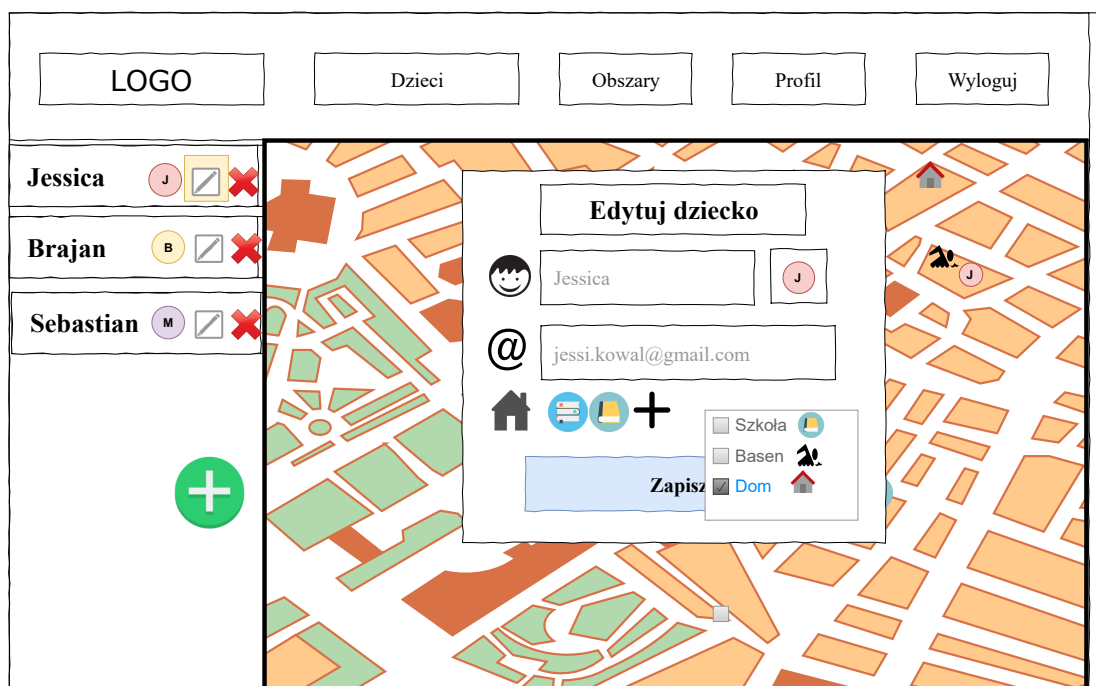 LOGO
Dzieci
Obszary
Profil
Wyloguj
Jessica
J
Brajan
B
Sebastian
M
Edytuj dziecko
Jessica
J
@
jessi.kowal@gmail.com
Szkoła
Basen
Dom
Zapisz
J